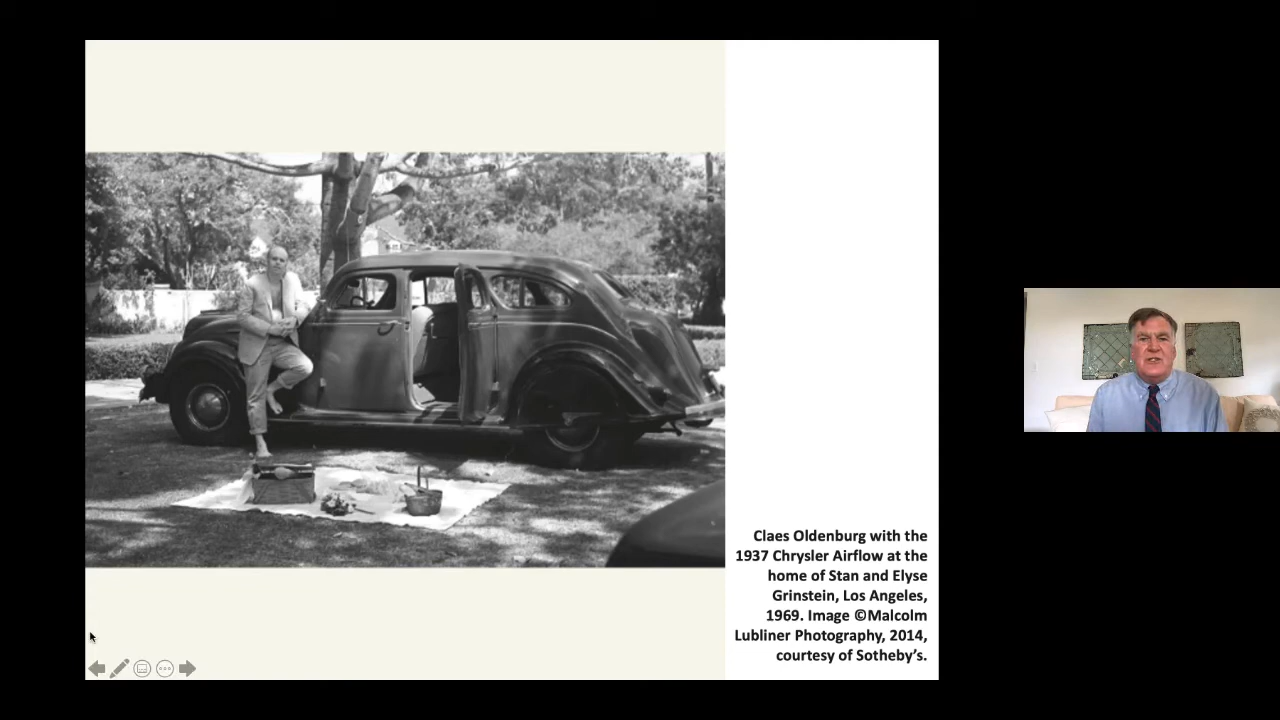 Claes Oldenburg with the
1937 Chrysler Airflow at the
home of Stan and Elyse
Grinstein, Los Angeles,
1969. Image ©Malcolm
Lubliner Photography, 2014,
courtesy of Sotheby's.